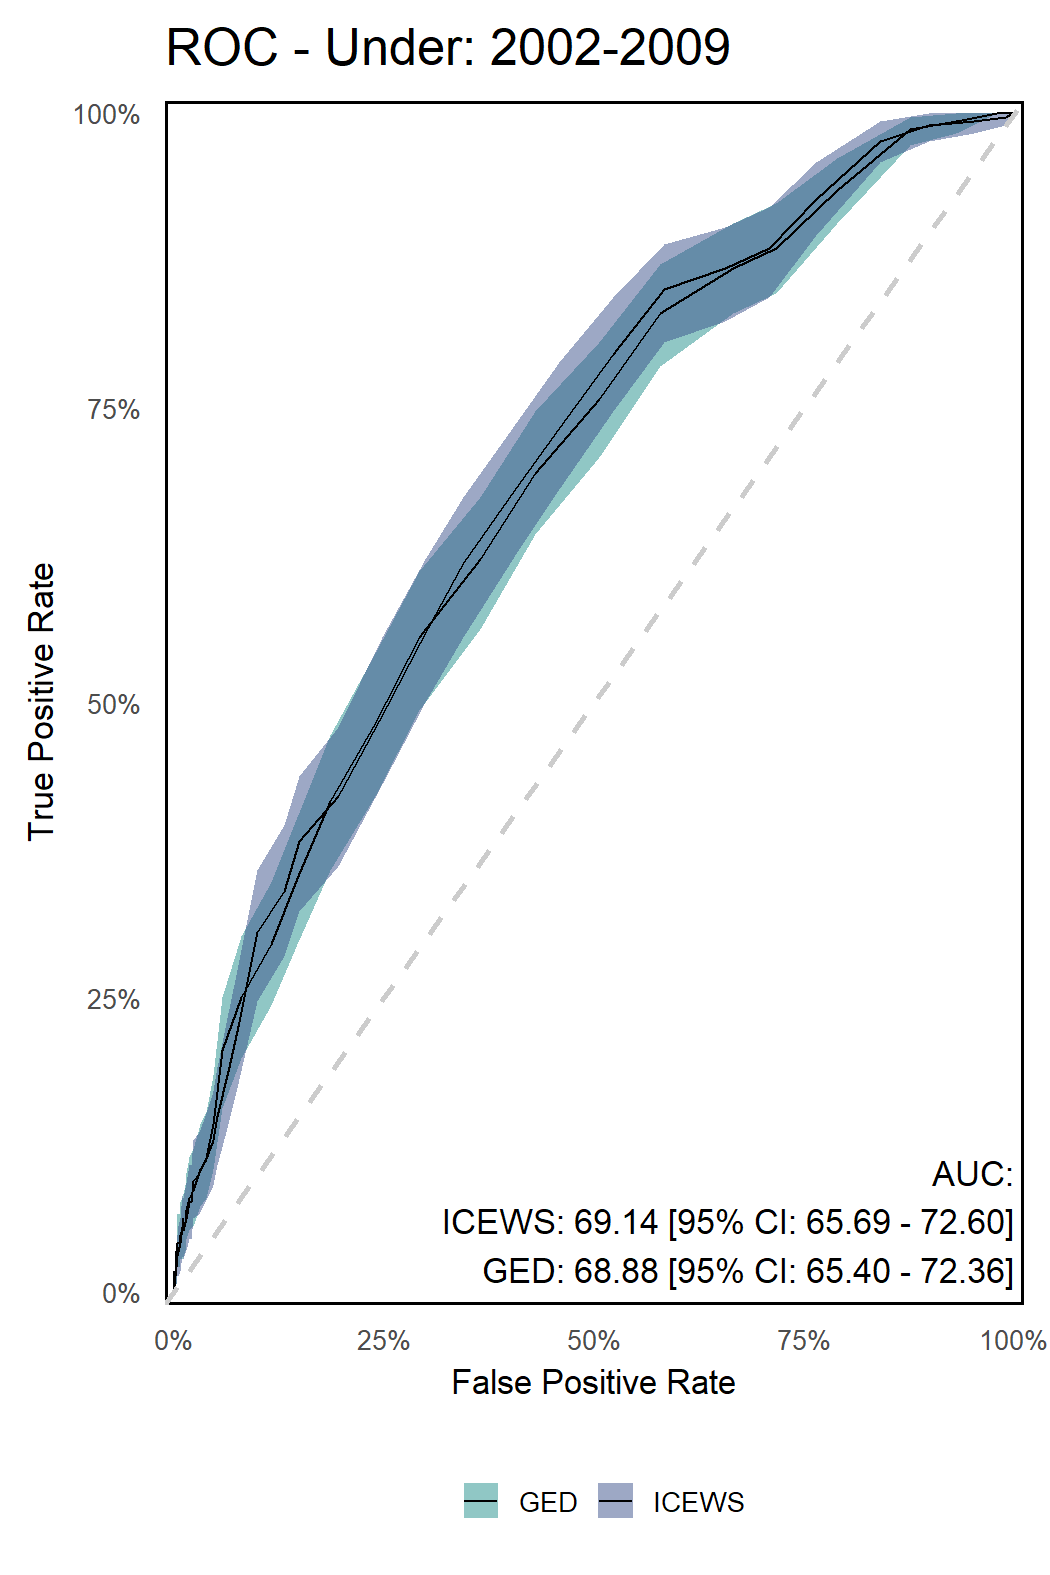 ROC - Under: 2002-2009
100%
75%
50%
25%
0%
True Positive Rate
AUC:
ICEWS: 69.14 [95% CI: 65.69 - 72.60]
GED: 68.88 [95% CI: 65.40 - 72.36]
0% 25% 50% 75% 100%
False Positive Rate
GED ICEWS